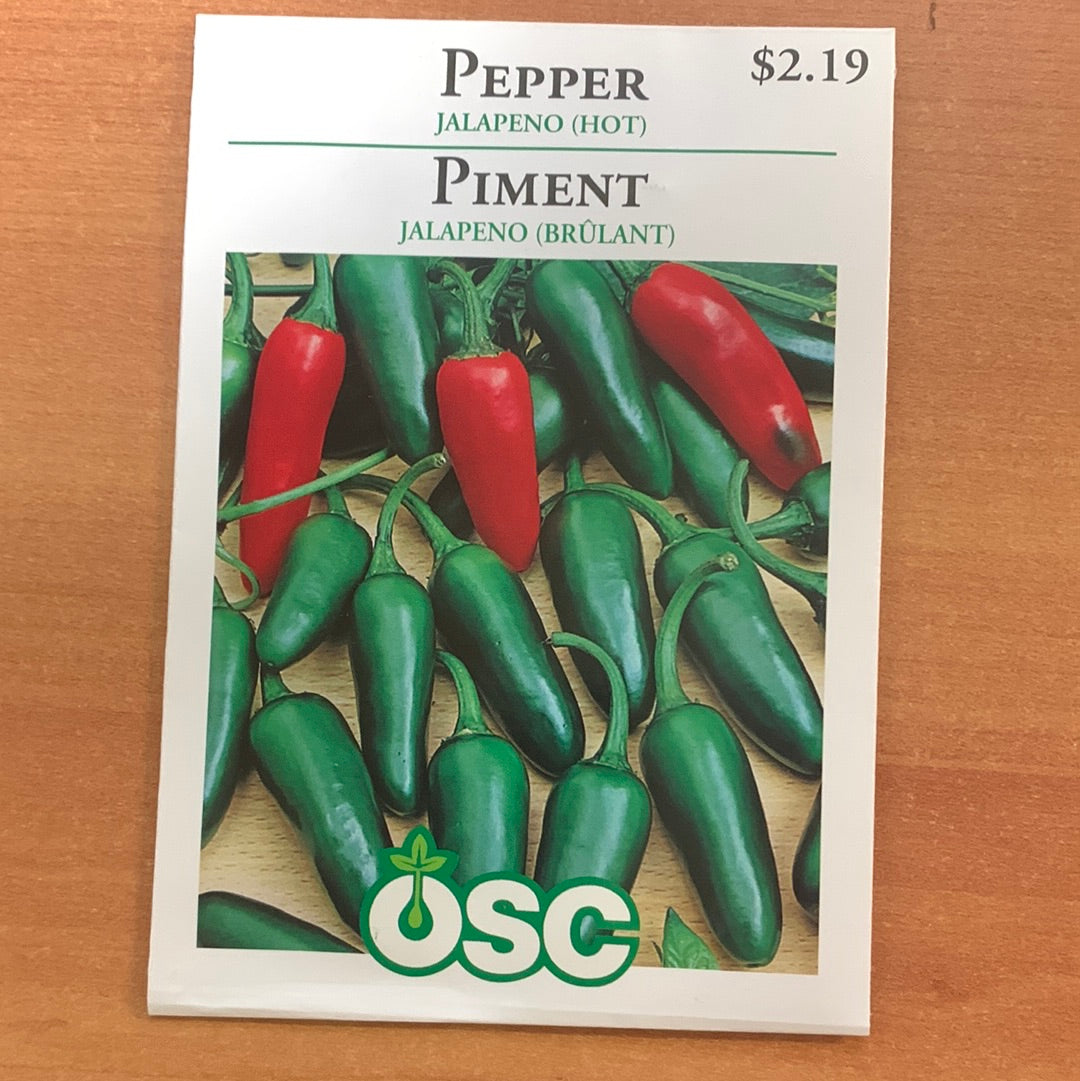 PEPPER
$2.19
JALAPENO (HOT)
PIMENT
JALAPENO (BRÛLANT)
OSC